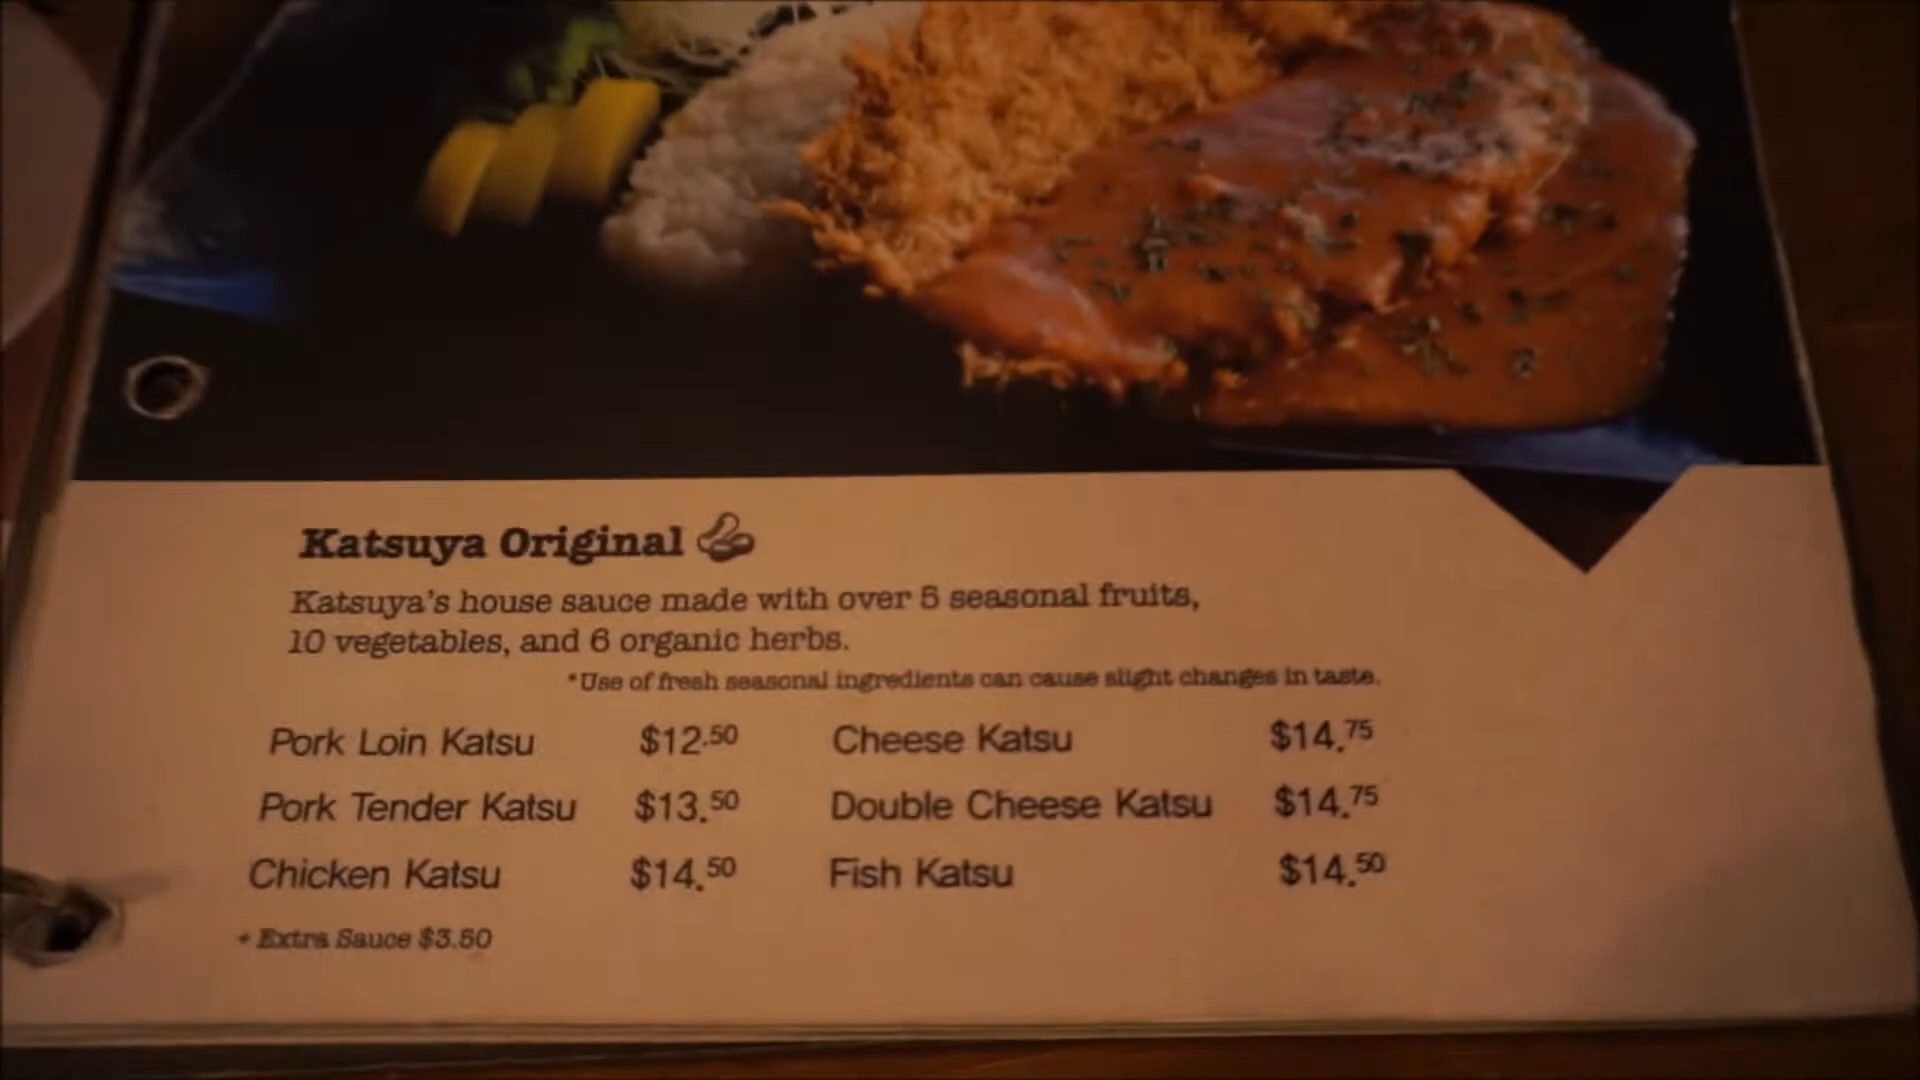 Katsuya Original
Katsuya's house sauce made with over 5 seasonal fruits,
10 vegetables, and 6 organic herbs.
*Use of fresh seasonal ingredients can cause slight changes in taste.
Pork Loin Katsu $12.50 Cheese Katsu $14.75
Pork Tender Katsu $13.50 Double Cheese Katsu $14.75
Chicken Katsu $14.50 Fish Katsu $14.50
+ Extra Sauce $3.50